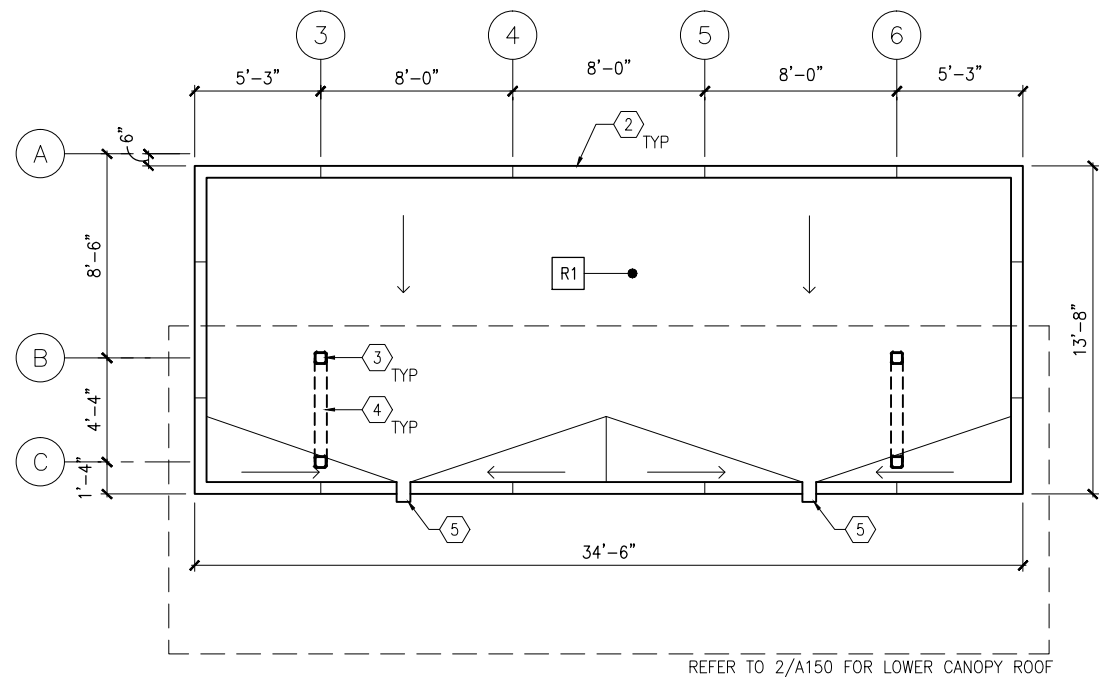 3 4 5 6
5'-3" 8'-0" 8'-0" 8'-0" 5'-3"
6"
2
TYP
A
8'-6"
R1
13'-8"
B
3
TYP
4'-4"
4
TYP
C
1'-4"
5 5
34'-6"
REFER TO 2/A150 FOR LOWER CANOPY ROOF